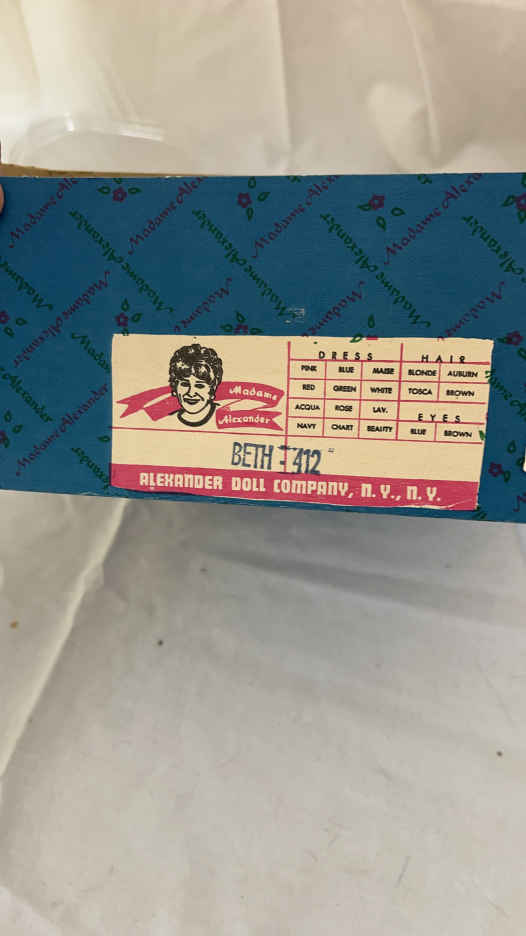 Madame Alexander
Madame
Alexander
DRESS HAIR
PINK BLUE MAISE BLONDE AUBURN
RED GREEN WHITE TOSCA BROWN
ACQUA ROSE LAV. EYES
NAVY CHART BEAUTY BLUE BROWN
BETH - 412
ALEXANDER DOLL COMPANY, N.Y., N.Y.